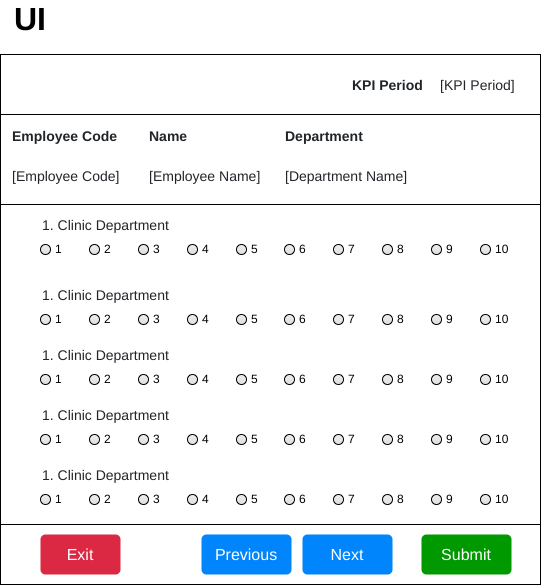 UI
KPI Period [KPI Period]
Employee Code Name Department
[Employee Code] [Employee Name] [Department Name]
1. Clinic Department
1 2 3 4 5 6 7 8 9 10
1. Clinic Department
1 2 3 4 5 6 7 8 9 10
1. Clinic Department
1 2 3 4 5 6 7 8 9 10
1. Clinic Department
1 2 3 4 5 6 7 8 9 10
1. Clinic Department
1 2 3 4 5 6 7 8 9 10
Exit Previous Next Submit